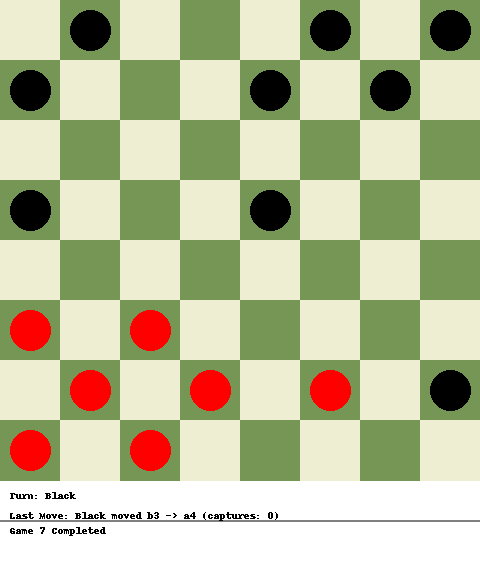 Turn: Black
Last Move: Black moved b3 -> a4 (captures: 0)
Game 7 Completed